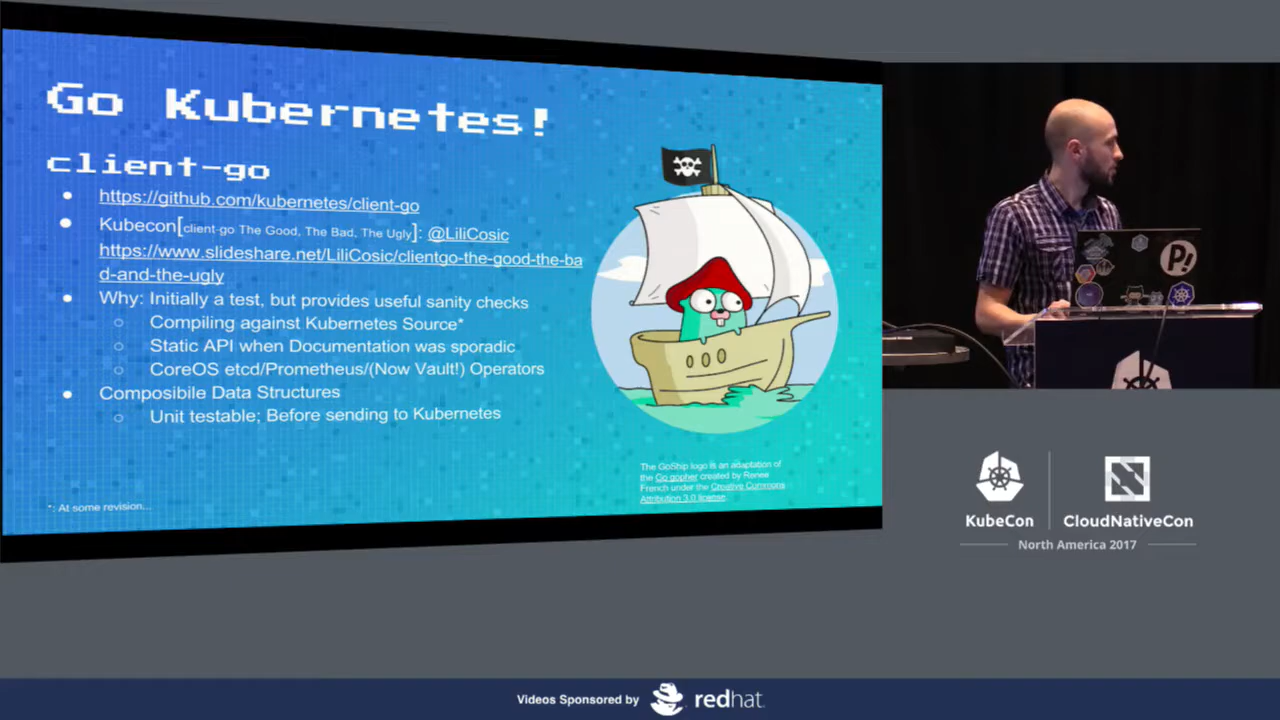 Go Kubernetes!
client-go
● https://github.com/kubernetes/client-go
● Kubecon[client-go The Good, The Bad, The Ugly]: @LiliCosic
https://www.slideshare.net/LiliCosic/clientgo-the-good-the-ba
d-and-the-ugly
● Why: Initially a test, but provides useful sanity checks
○ Compiling against Kubernetes Source*
○ Static API when Documentation was sporadic
○ CoreOS etcd/Prometheus/(Now Vault!) Operators
● Composibile Data Structures
○ Unit testable; Before sending to Kubernetes
*: At some revision...
The GoShip logo is an adaptation of
the Go gopher created by Renee
French under the Creative Commons
Attribution 3.0 license.
P!
KubeCon
CloudNativeCon
North America 2017
Videos Sponsored by
redhat.